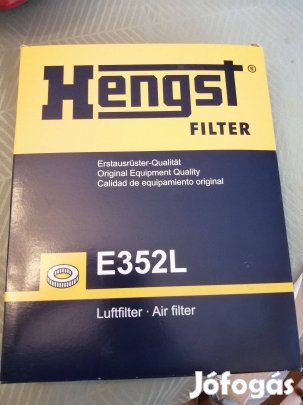 Hengst®
FILTER
Erstausrüster-Qualität
Original Equipment Quality
Calidad de equipamiento original
E352L
Luftfilter · Air filter
Jófogás